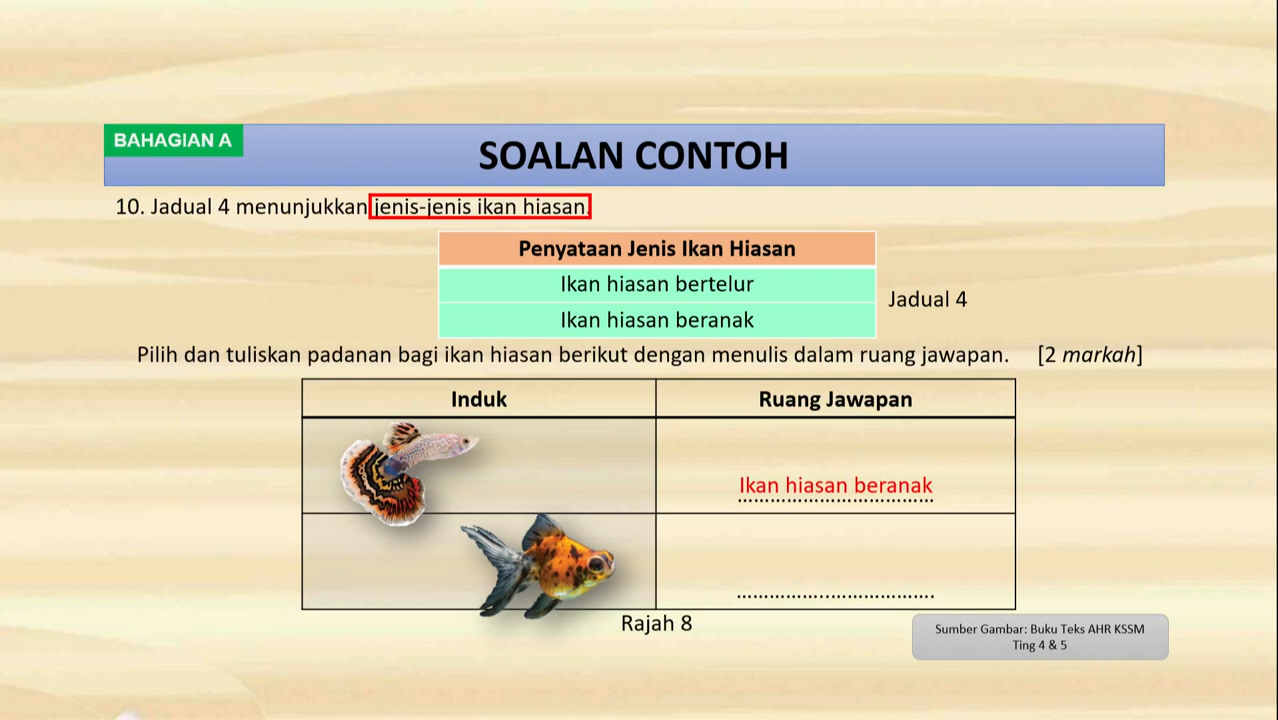 BAHAGIAN A
SOALAN CONTOH
10. Jadual 4 menunjukkan jenis-jenis ikan hiasan.
Penyataan Jenis Ikan Hiasan
Ikan hiasan bertelur
Ikan hiasan beranak
Jadual 4
Pilih dan tuliskan padanan bagi ikan hiasan berikut dengan menulis dalam ruang jawapan. [2 markah]
Induk Ruang Jawapan
Ikan hiasan beranak
..................................
Rajah 8
Sumber Gambar: Buku Teks AHR KSSM
Ting 4 & 5